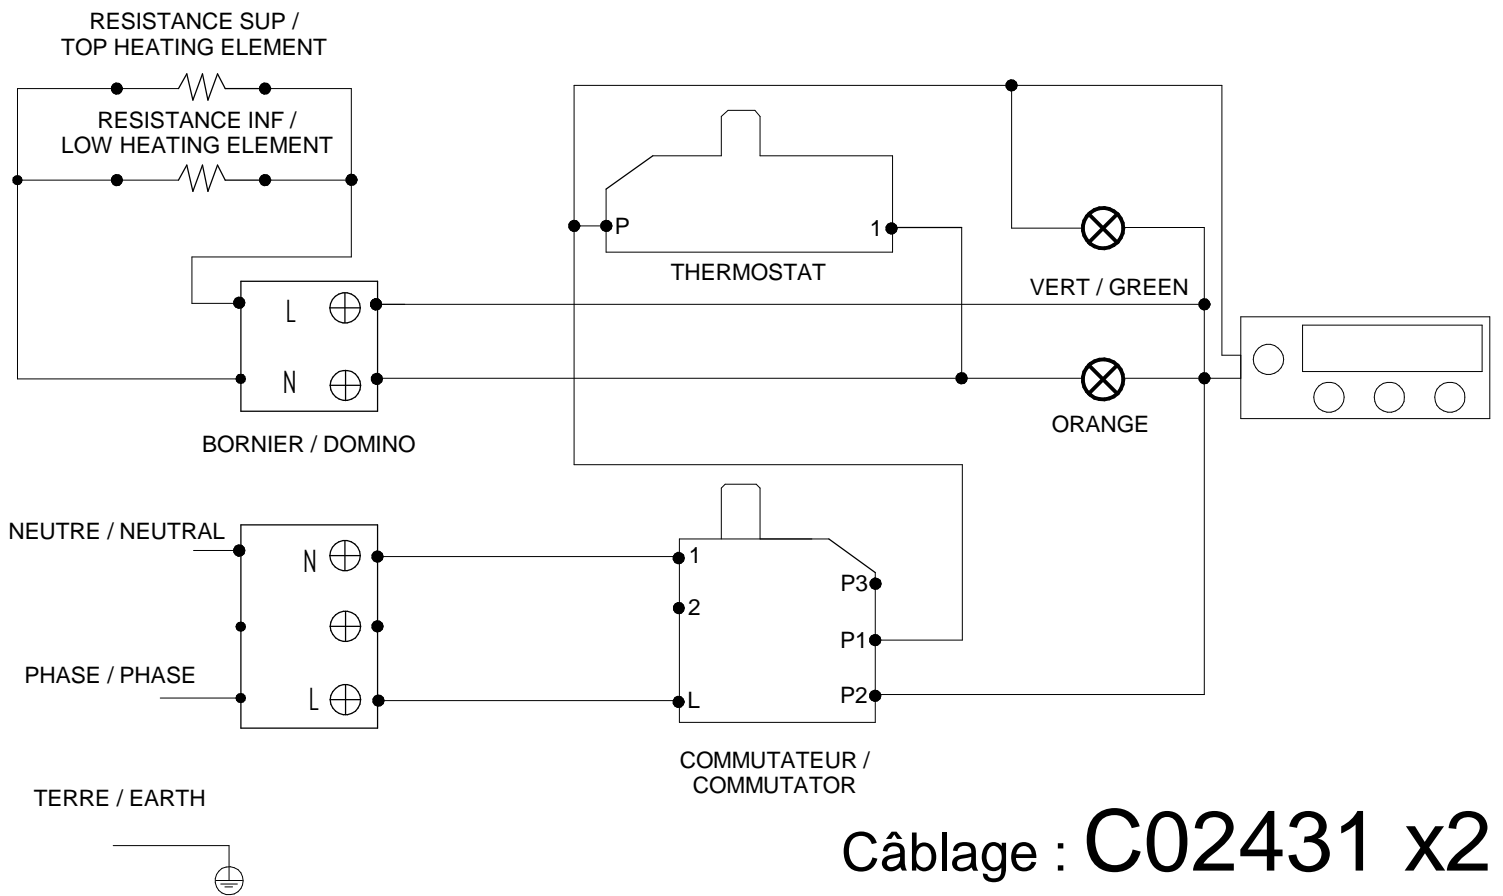 RESISTANCE SUP /
TOP HEATING ELEMENT
RESISTANCE INF /
LOW HEATING ELEMENT
P
1
THERMOSTAT
VERT / GREEN
L
N
ORANGE
BORNIER / DOMINO
NEUTRE / NEUTRAL
N
PHASE / PHASE
L
1
2
L
P3
P1
P2
COMMUTATEUR /
COMMUTATOR
TERRE / EARTH
Câblage : C02431 x2